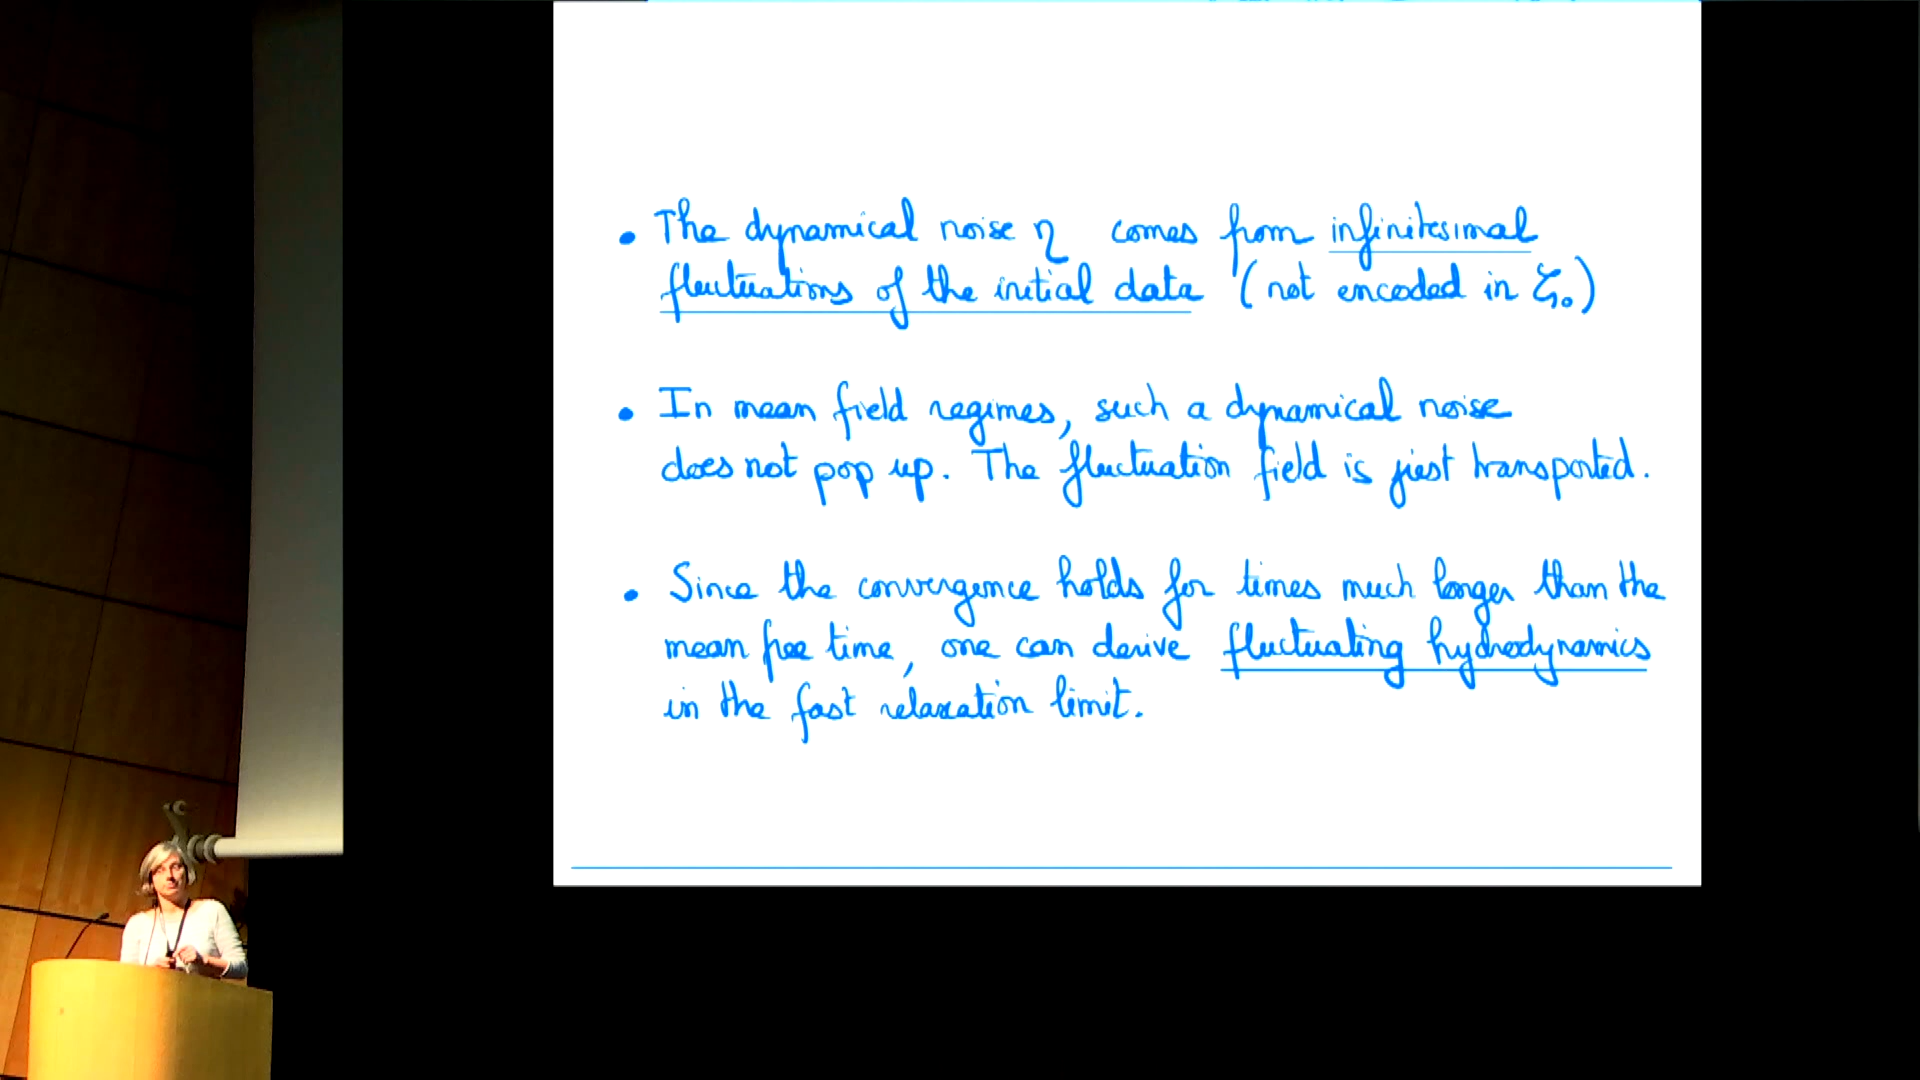 • The dynamical noise η comes from infinitesimal
fluctuations of the initial data (not encoded in ζ₀)
• In mean field regimes, such a dynamical noise
does not pop up. The fluctuation field is just transported.
• Since the convergence holds for times much longer than the
mean free time, one can derive fluctuating hydrodynamics
in the fast relaxation limit.